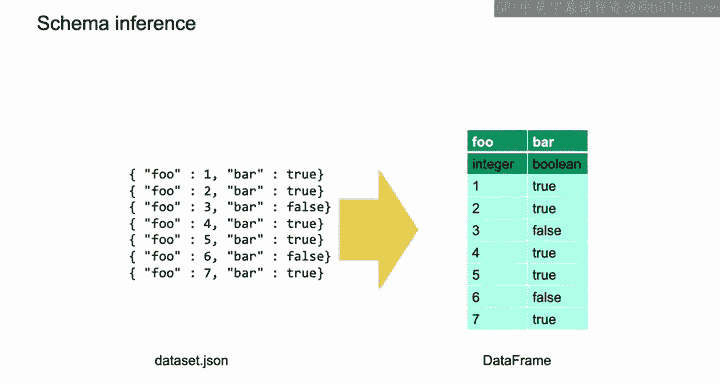 Schema inference
{ "foo" : 1, "bar" : true}
{ "foo" : 2, "bar" : true}
{ "foo" : 3, "bar" : false}
{ "foo" : 4, "bar" : true}
{ "foo" : 5, "bar" : true}
{ "foo" : 6, "bar" : false}
{ "foo" : 7, "bar" : true}
dataset.json
foo bar
integer boolean
1 true
2 true
3 false
4 true
5 true
6 false
7 true
DataFrame